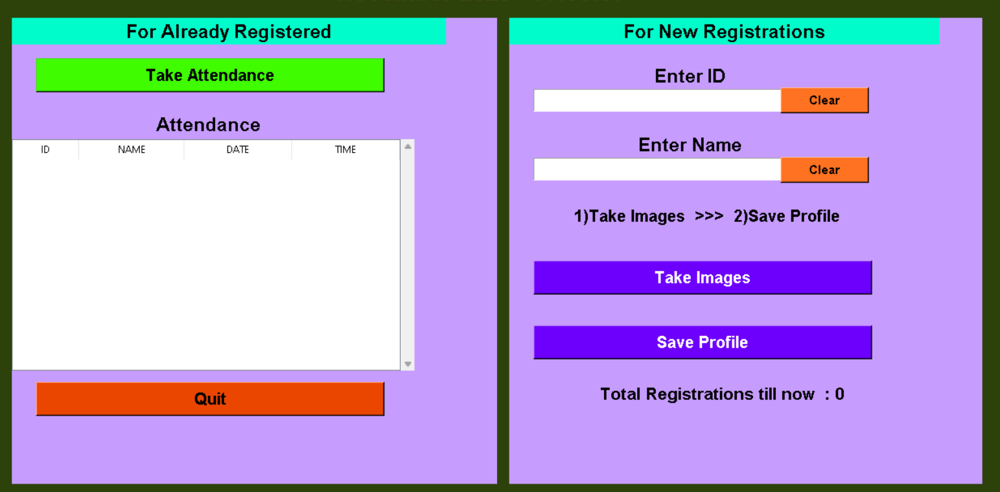 For Already Registered
Take Attendance
Attendance
ID NAME DATE TIME
Quit
For New Registrations
Enter ID
Clear
Enter Name
Clear
1)Take Images >>> 2)Save Profile
Take Images
Save Profile
Total Registrations till now : 0